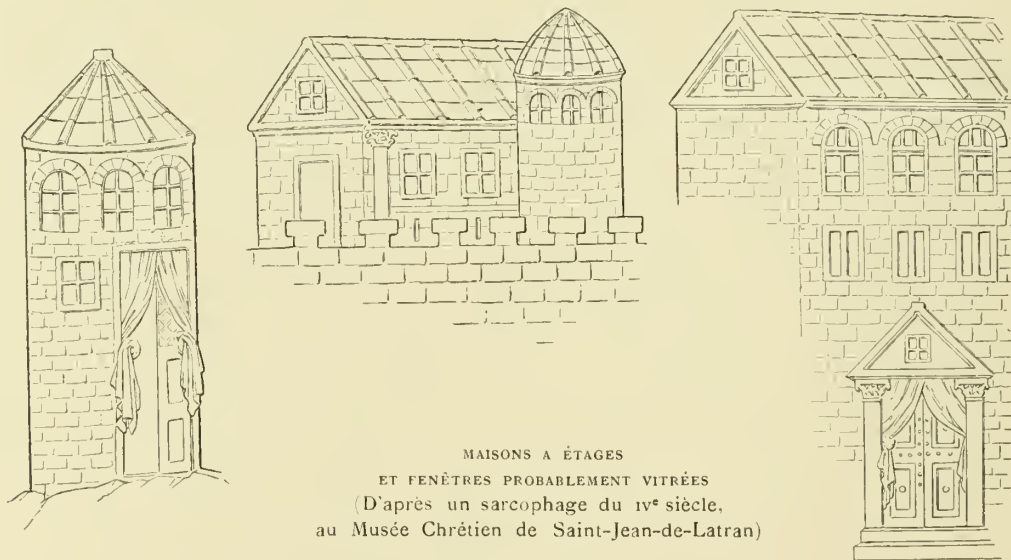 MAISONS A ÉTAGES
ET FENÊTRES PROBABLEMENT VITRÉES
(D'après un sarcophage du IVe siècle,
au Musée Chrétien de Saint-Jean-de-Latran)